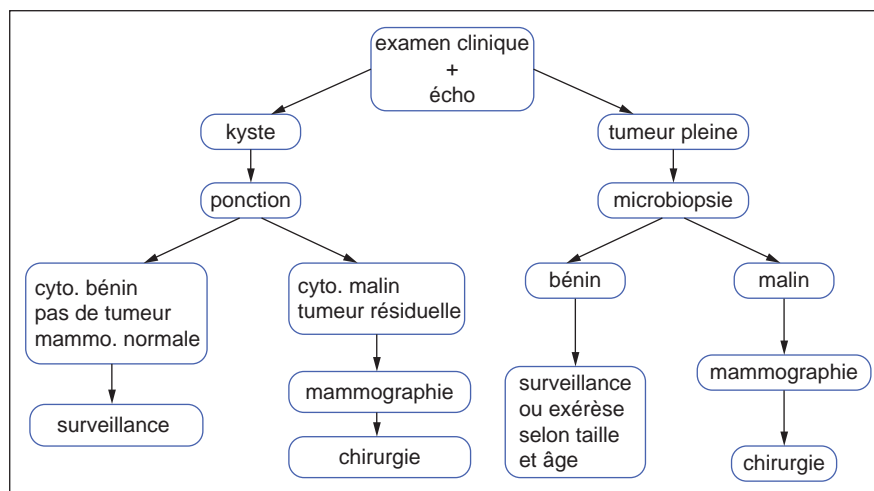 examen clinique
+
écho
kyste
tumeur pleine
ponction
microbiopsie
cyto. bénin
pas de tumeur
mammo. normale
cyto. malin
tumeur résiduelle
bénin
malin
surveillance
mammographie
chirurgie
surveillance
ou exérèse
selon taille
et âge
mammographie
chirurgie